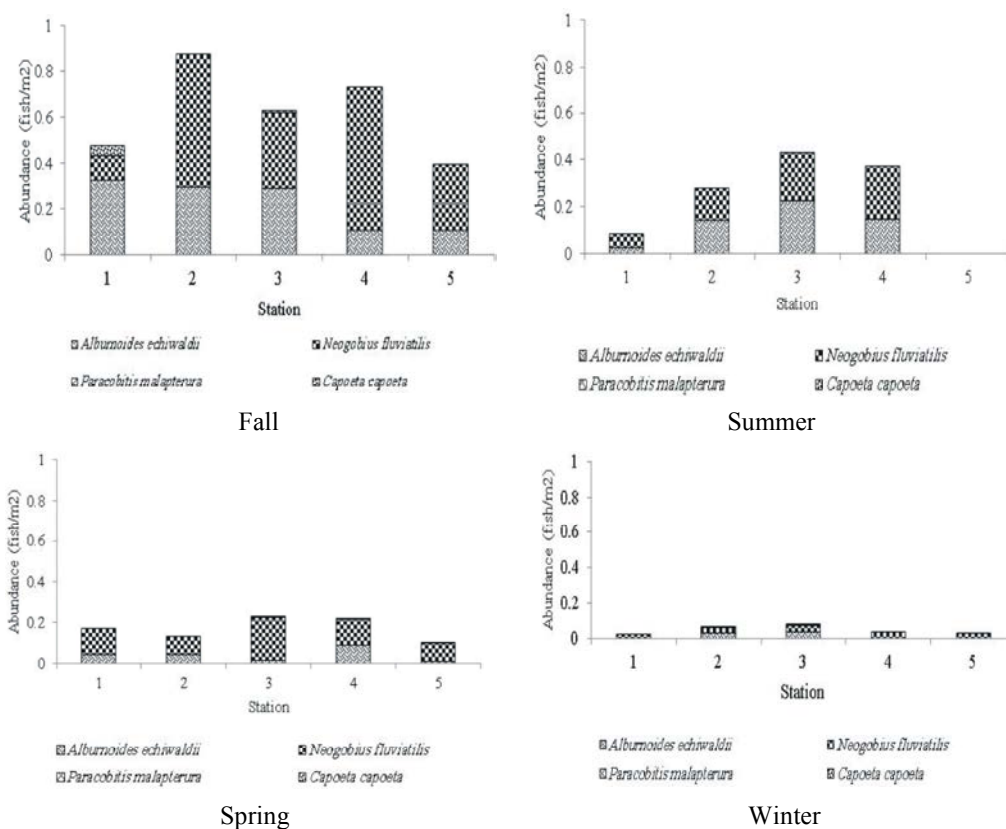 1
0.8
0.6
0.4
0.2
0
Abundance (fish/m2)
1 2 3 4 5
Station
Alburnoides echiwaldii Neogobius fluviatilis
Paracobitis malapterura Capoeta capoeta
Fall
1
0.8
0.6
0.4
0.2
0
Abundance (fish/m2)
1 2 3 4 5
Station
Alburnoides echiwaldii Neogobius fluviatilis
Paracobitis malapterura Capoeta capoeta
Summer
1
0.8
0.6
0.4
0.2
0
Abundance (fish/m2)
1 2 3 4 5
Station
Alburnoides echiwaldii Neogobius fluviatilis
Paracobitis malapterura Capoeta capoeta
Spring
1
0.8
0.6
0.4
0.2
0
Abundance (fish/m2)
1 2 3 4 5
Station
Alburnoides echiwaldii Neogobius fluviatilis
Paracobitis malapterura Capoeta capoeta
Winter